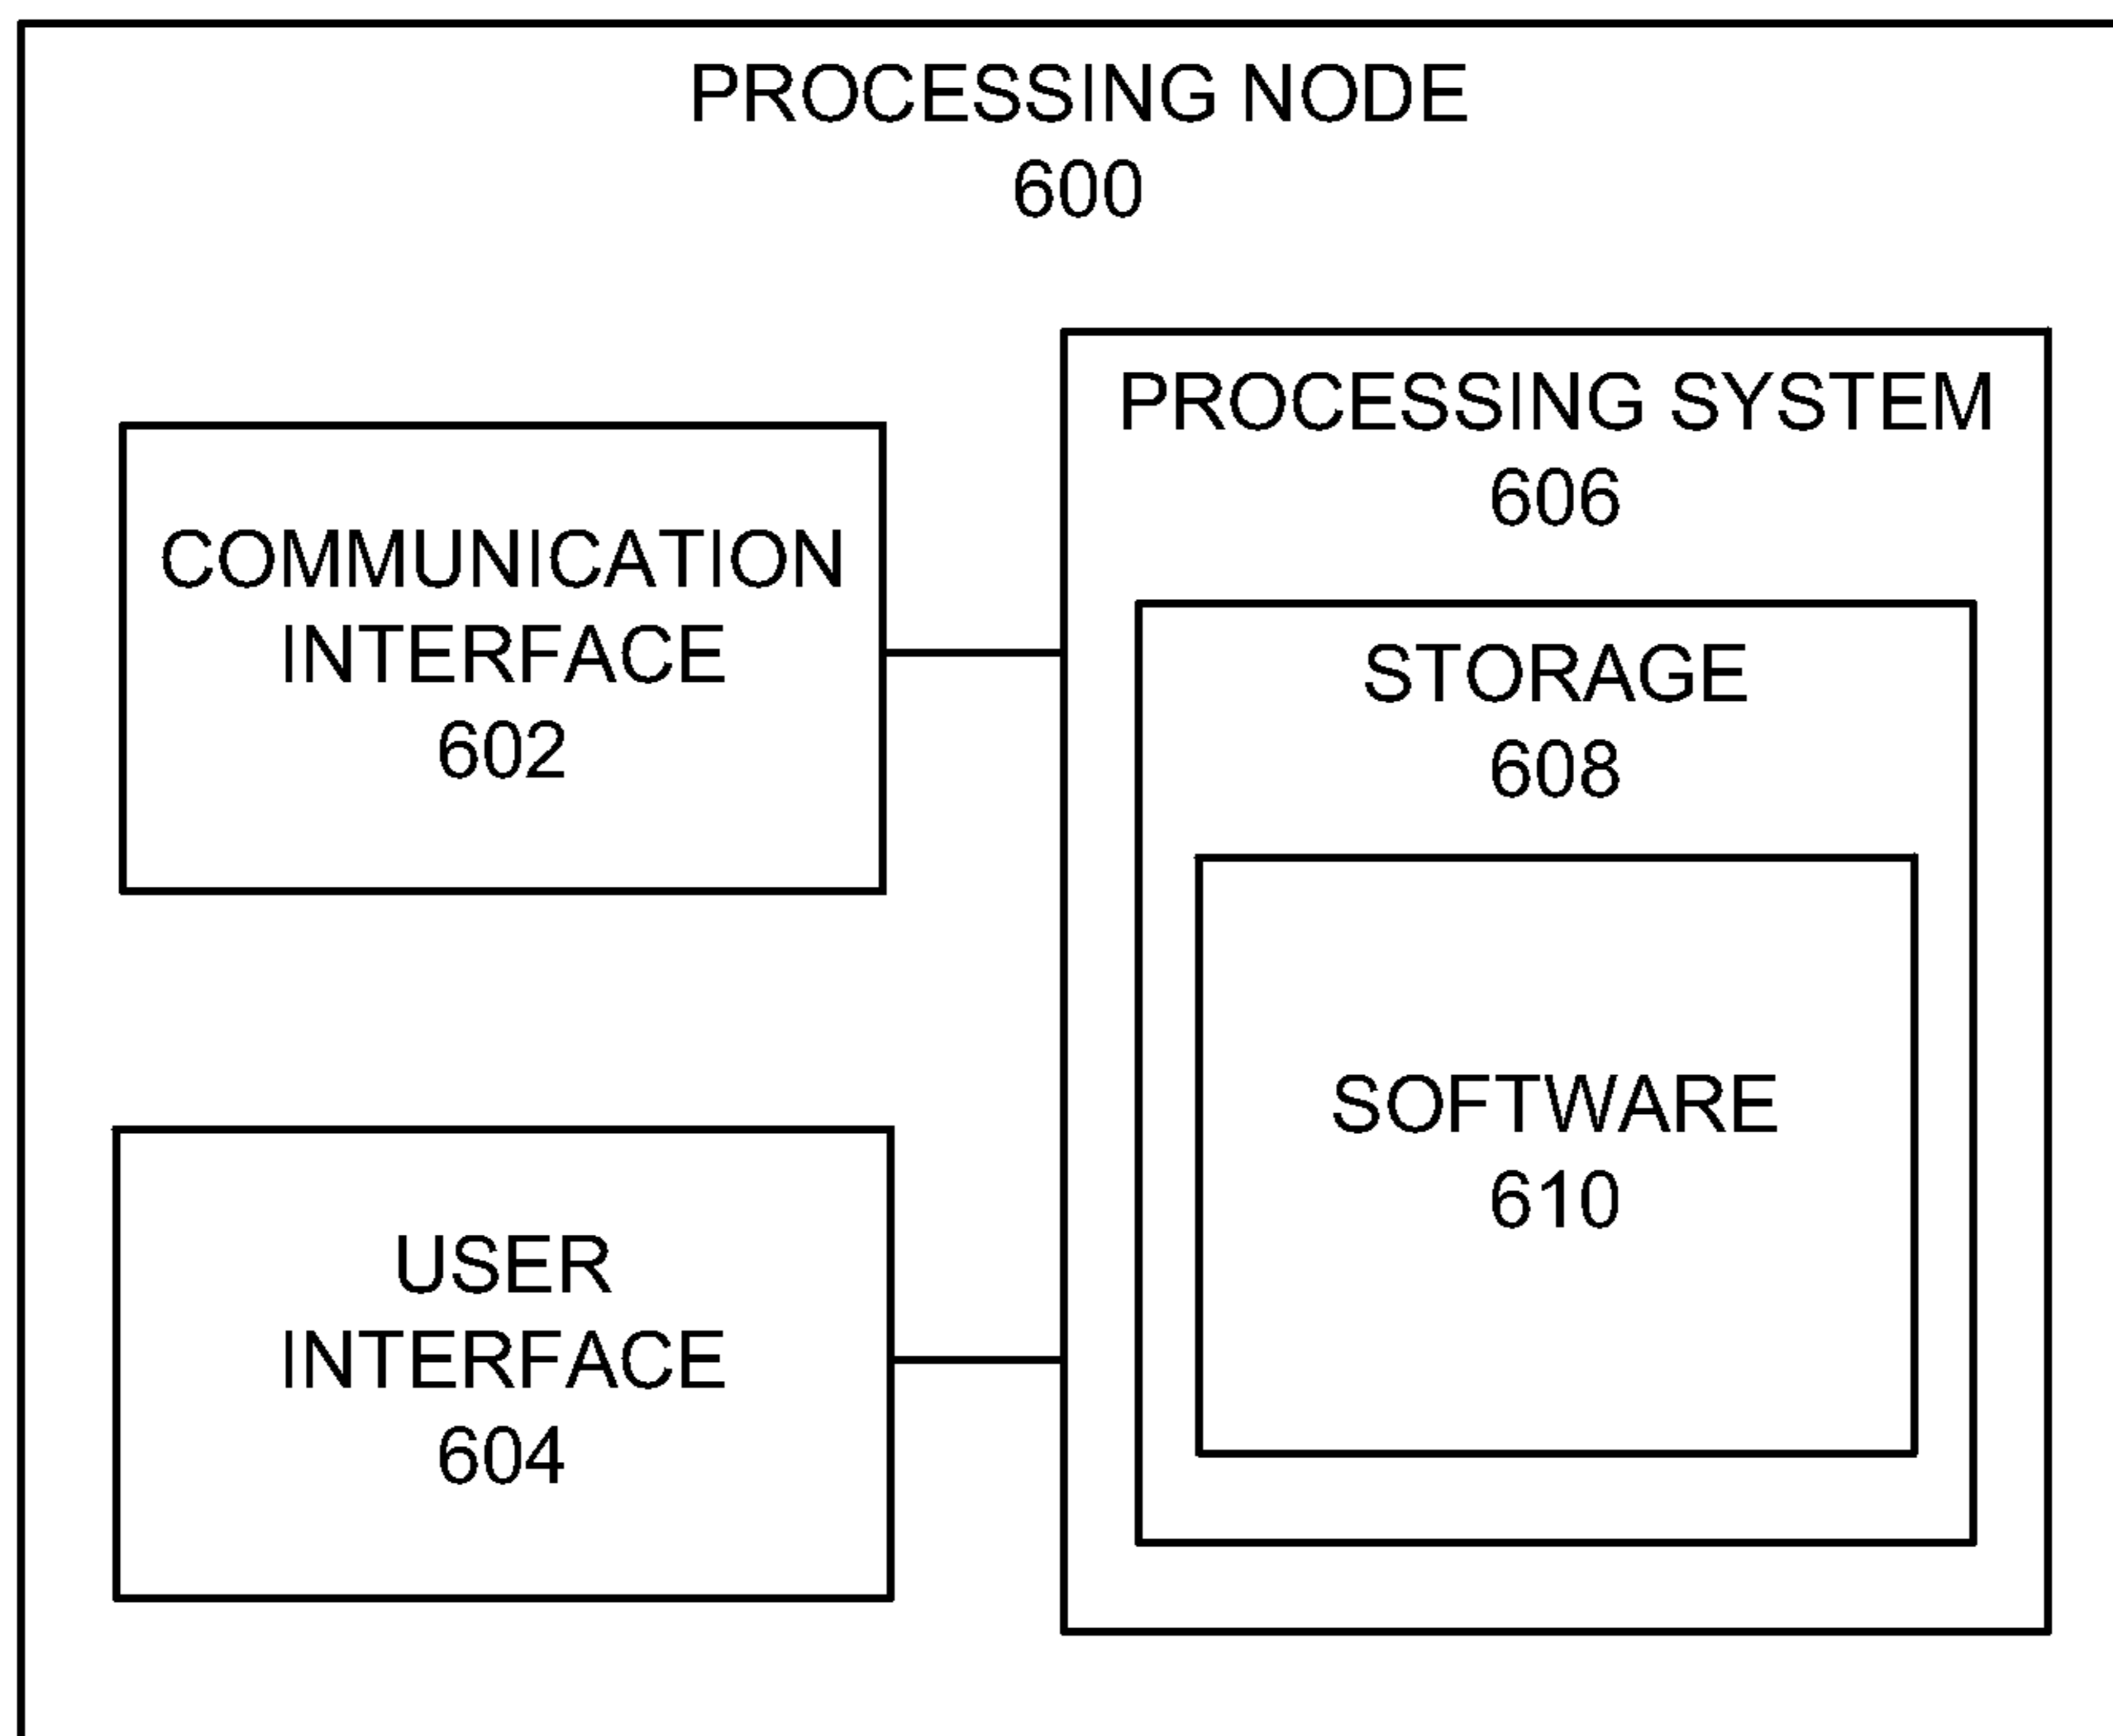 PROCESSING NODE
600
PROCESSING SYSTEM
606
COMMUNICATION
INTERFACE
602
STORAGE
608
SOFTWARE
610
USER
INTERFACE
604